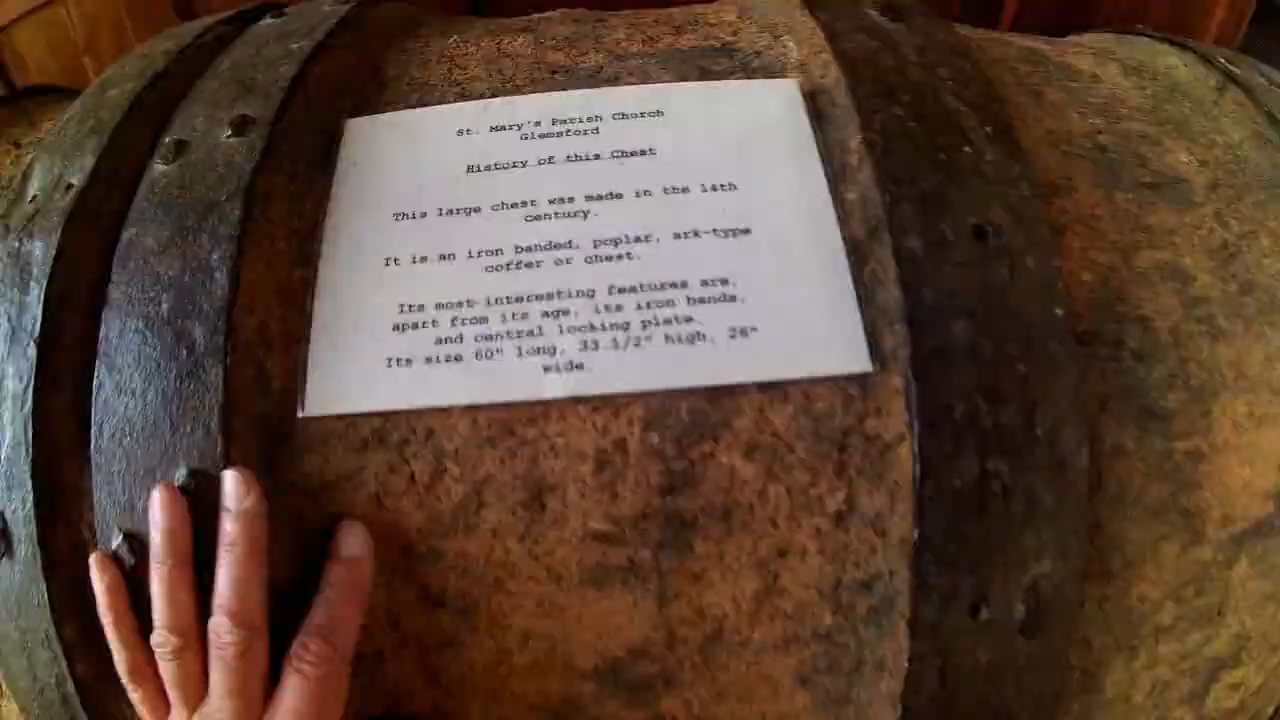 St. Mary's Parish Church
Glemsford
History of this Chest
This large chest was made in the 14th
century.
It is an iron banded, poplar, ark-type
coffer or chest.
Its most interesting features are,
apart from its age, its iron bands,
and central locking plate.
Its size 60" long, 33.1/2" high, 26"
wide.